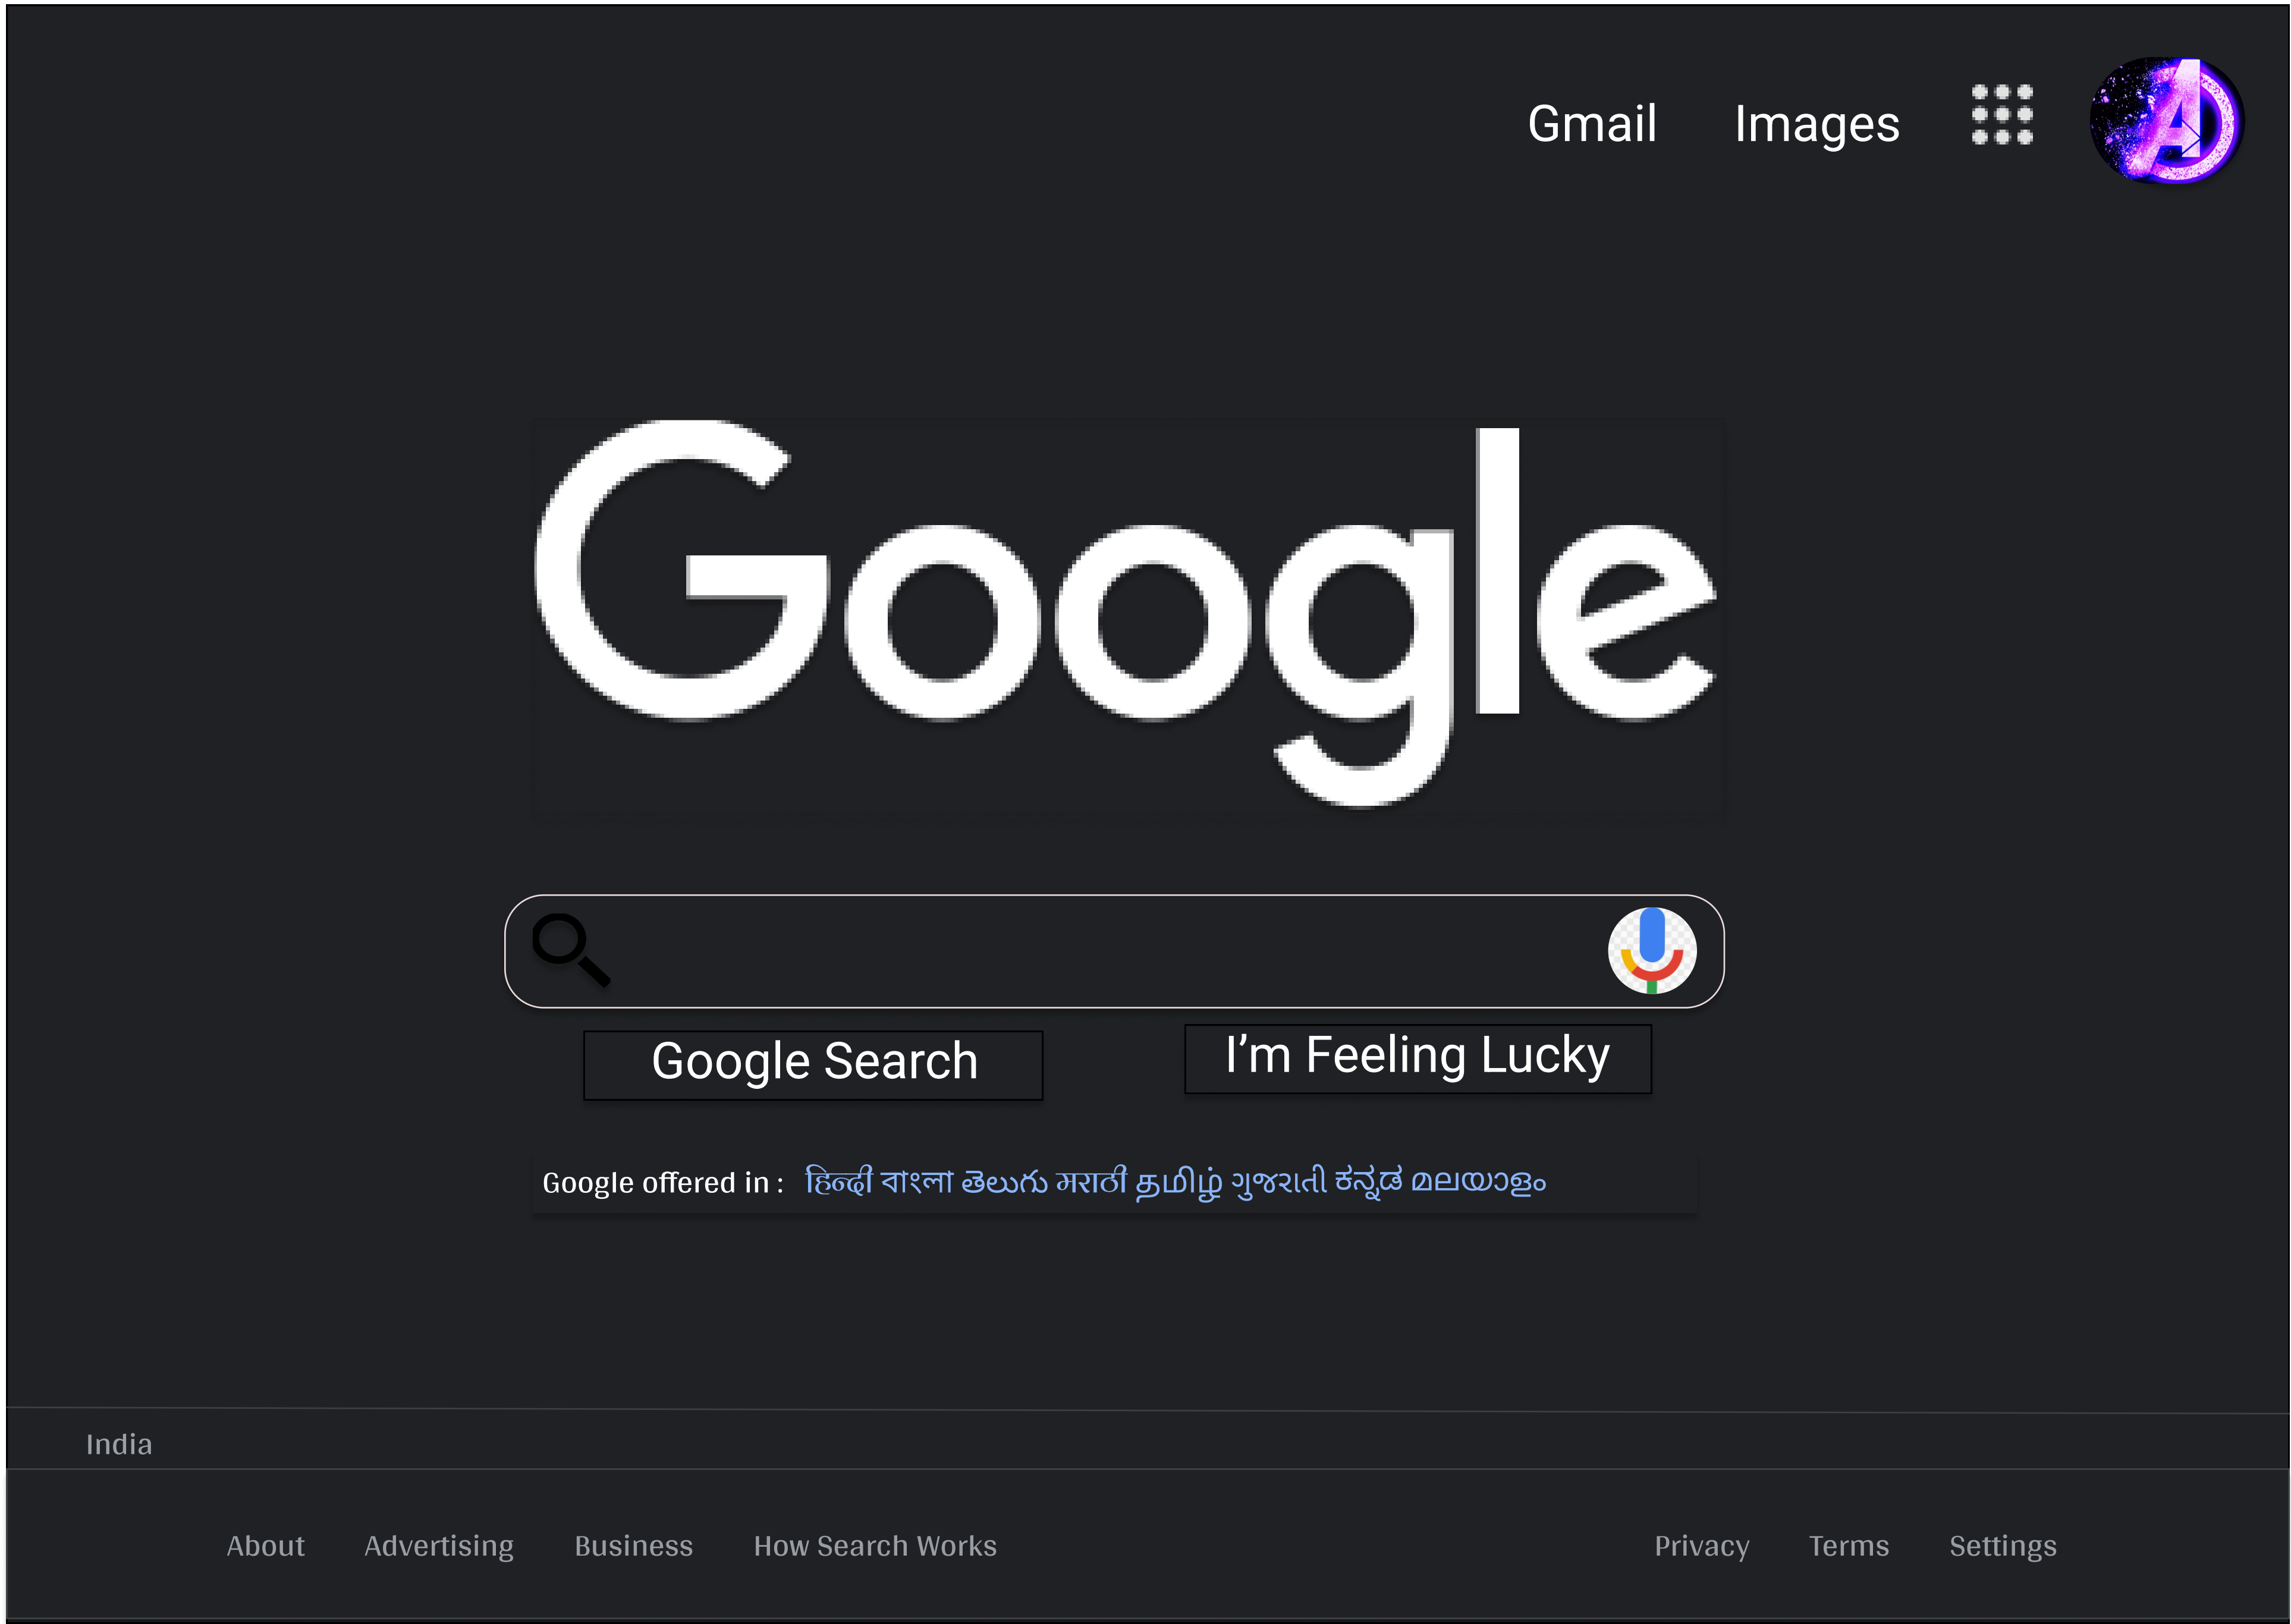 Gmail Images
Google
Google Search I’m Feeling Lucky
Google offered in : हिन्दी বাংলা తెలుగు मराठी தமிழ் ગુજરાતી ಕನ್ನಡ മലയാളം
India
About Advertising Business How Search Works Privacy Terms Settings